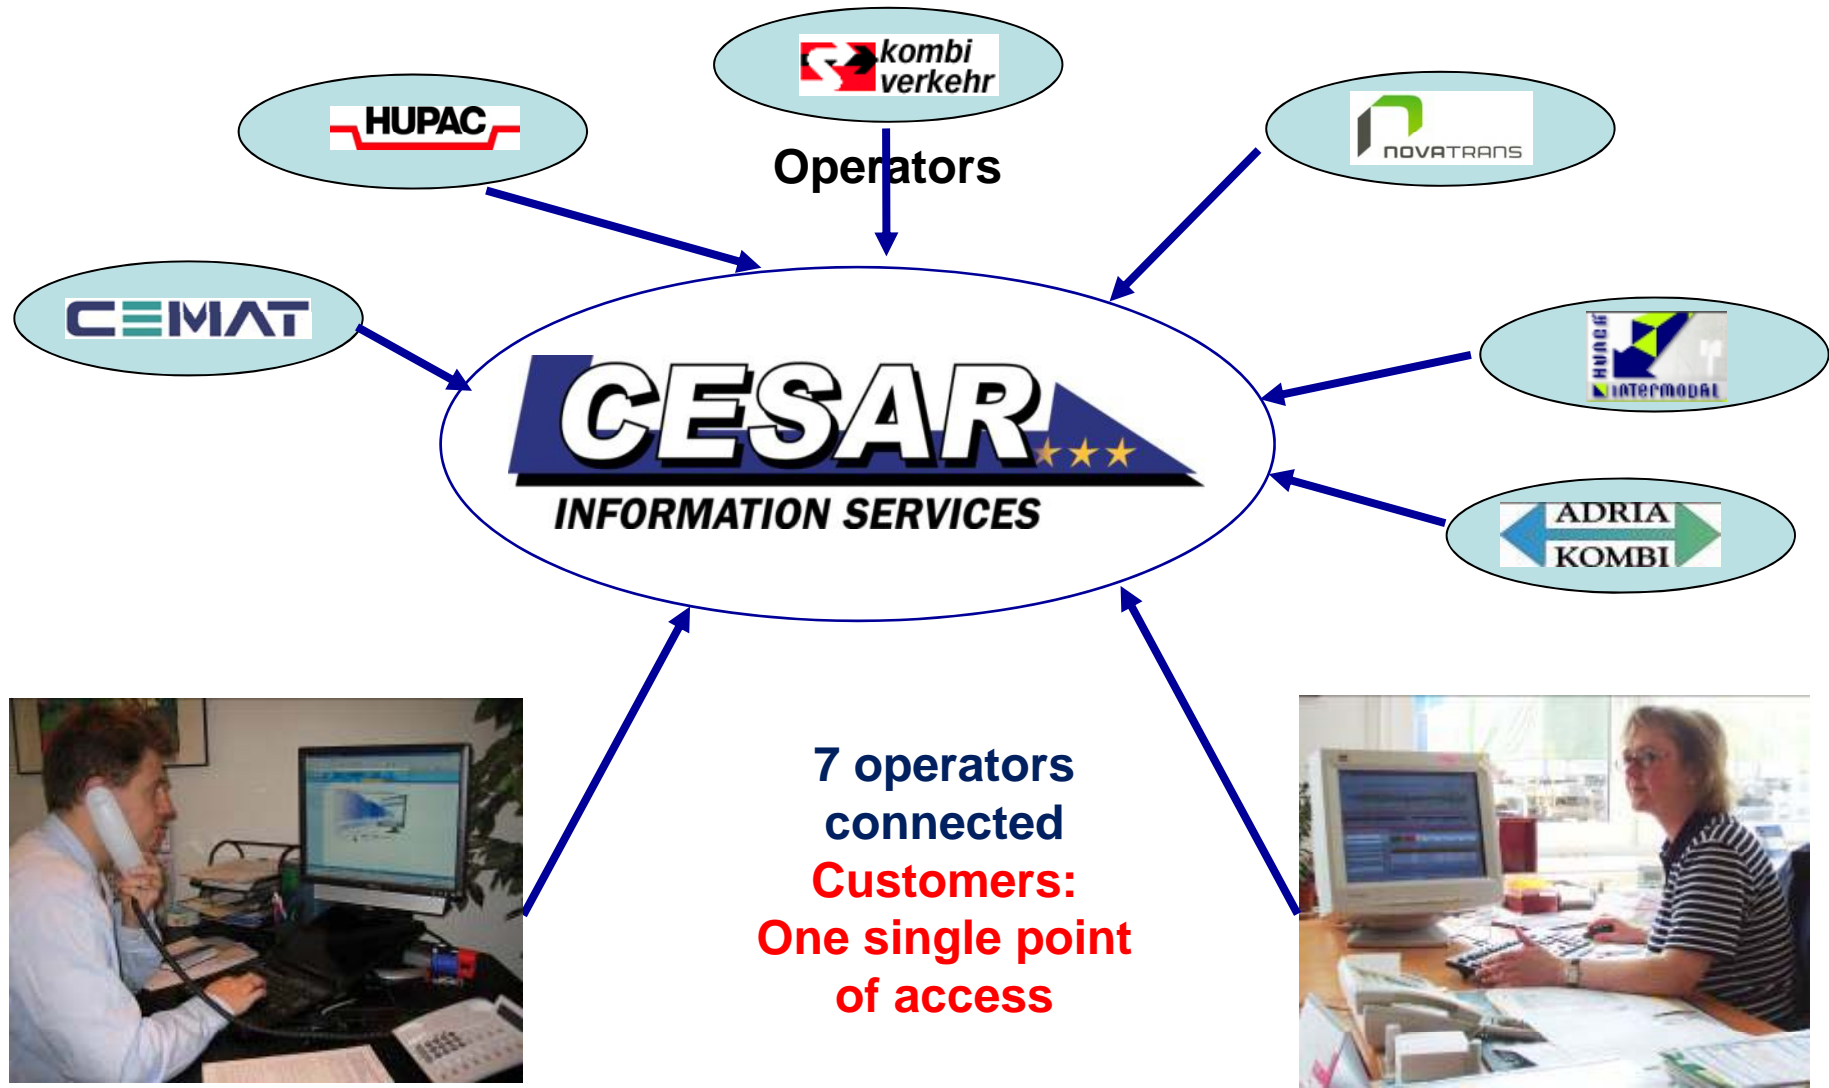 kombi
verkehr
HUPAC
NOVATRANS
Operators
CEMAT
CESAR
INFORMATION SERVICES
INTERMODAL
ADRIA
KOMBI
7 operators
connected
Customers:
One single point
of access